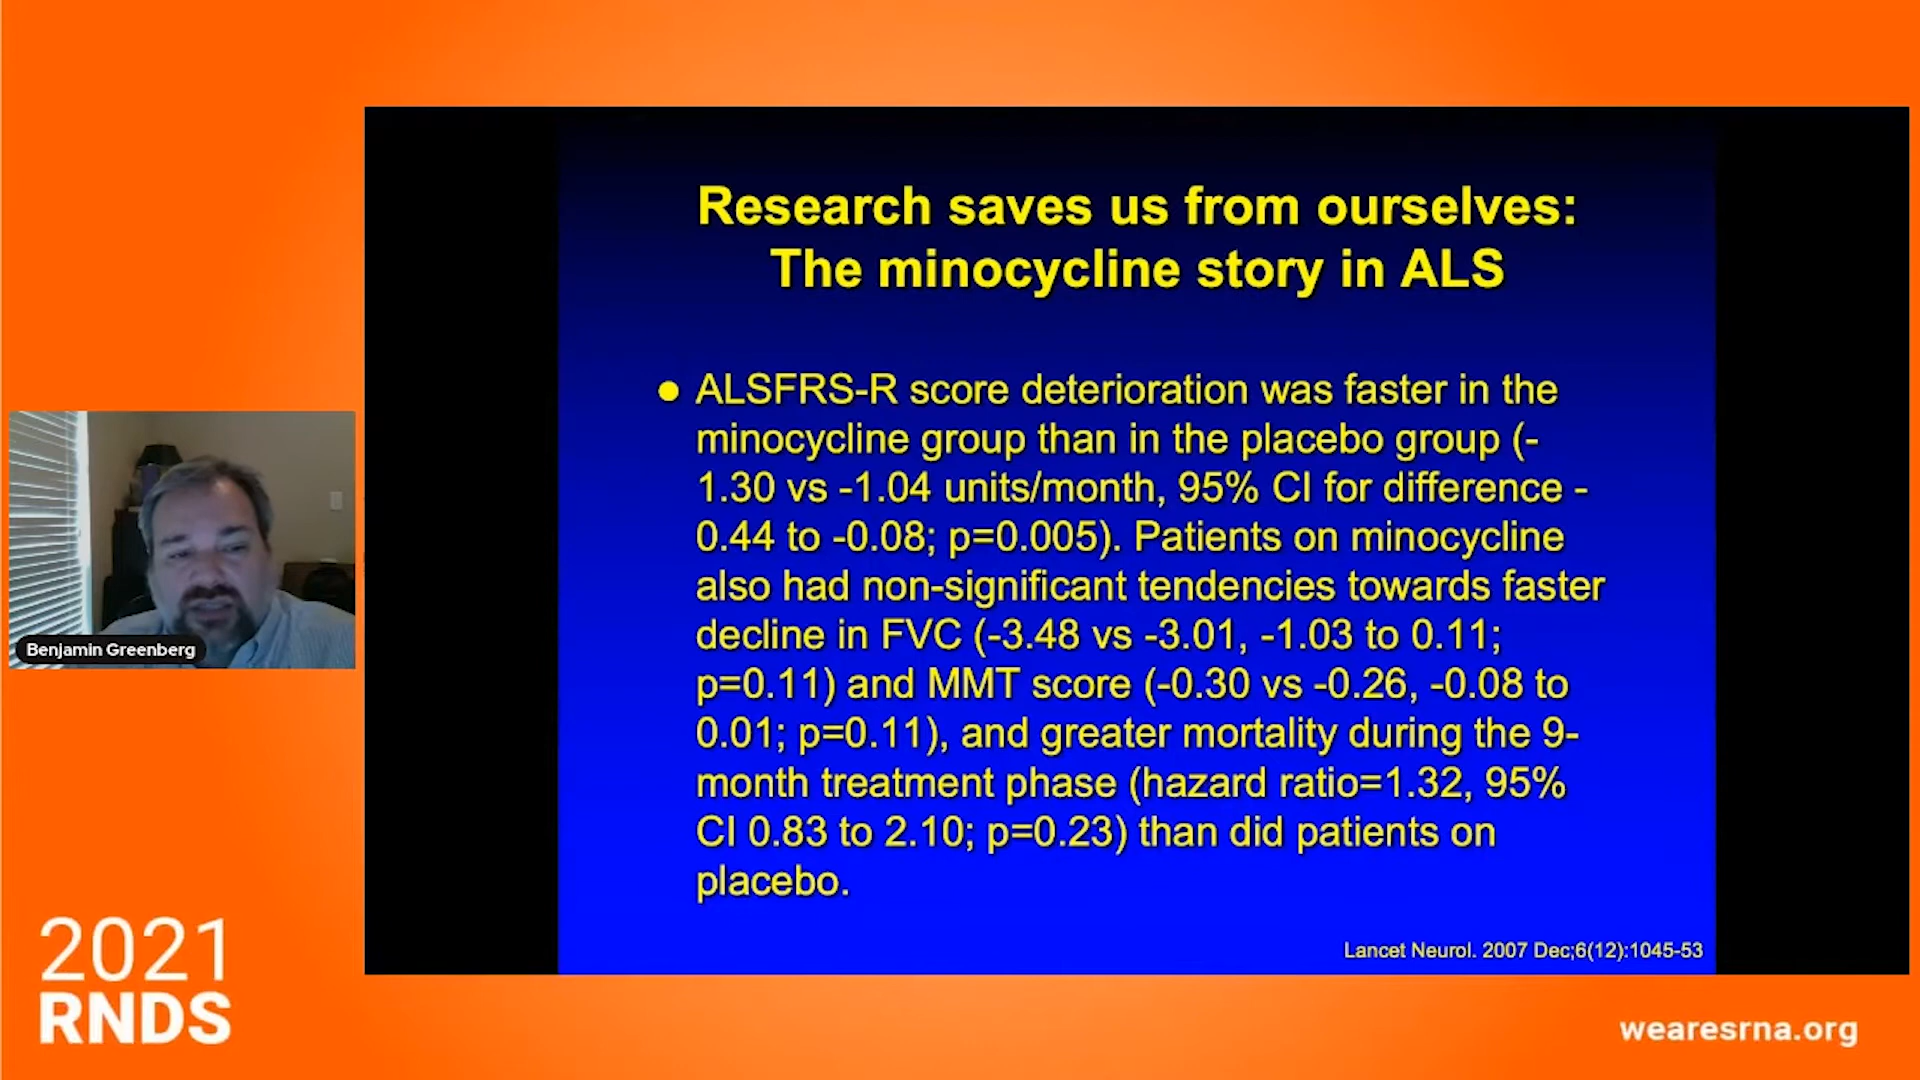 Research saves us from ourselves:
The minocycline story in ALS
● ALSFRS-R score deterioration was faster in the
minocycline group than in the placebo group (-
1.30 vs -1.04 units/month, 95% CI for difference -
0.44 to -0.08; p=0.005). Patients on minocycline
also had non-significant tendencies towards faster
decline in FVC (-3.48 vs -3.01, -1.03 to 0.11;
p=0.11) and MMT score (-0.30 vs -0.26, -0.08 to
0.01; p=0.11), and greater mortality during the 9-
month treatment phase (hazard ratio=1.32, 95%
CI 0.83 to 2.10; p=0.23) than did patients on
placebo.
Lancet Neurol. 2007 Dec;6(12):1045-53
Benjamin Greenberg
2021
RNDS
wearesrna.org